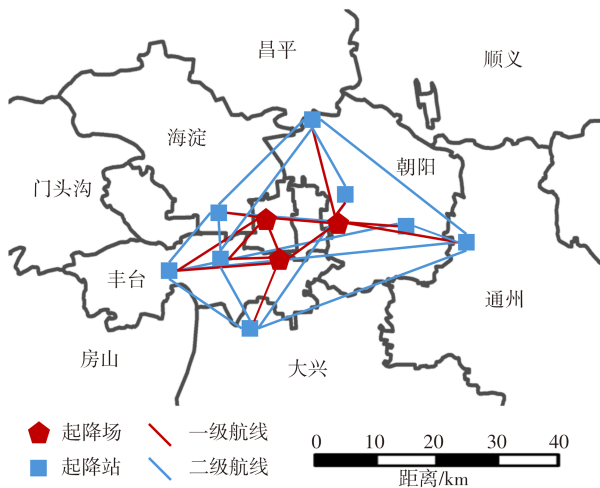 昌平
顺义
海淀
朝阳
门头沟
丰台
通州
房山
大兴
起降场 一级航线
起降站 二级航线
0 10 20 30 40
距离/km